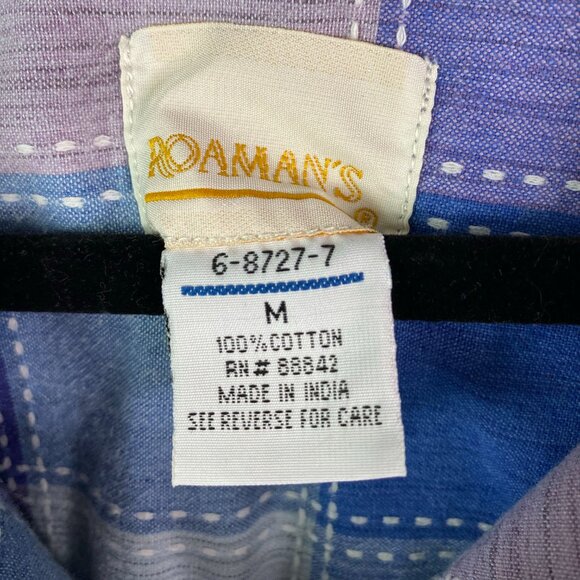 ROAMAN'S
®
6-8727-7
M
100% COTTON
RN# 88842
MADE IN INDIA
SEE REVERSE FOR CARE